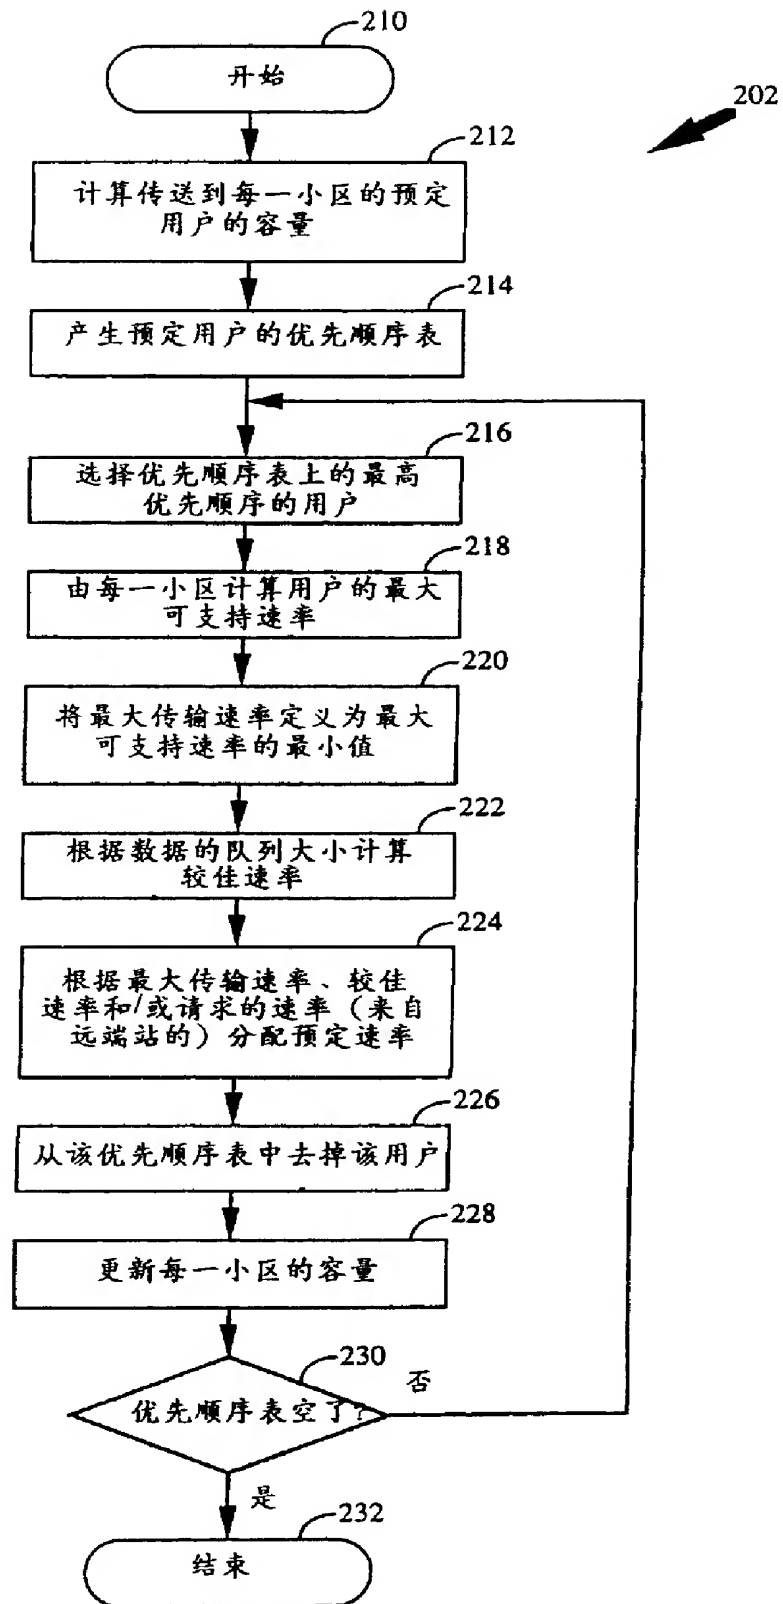 210
开始
202
212
计算传送到每一小区的预定
用户的容量
214
产生预定用户的优先顺序表
216
选择优先顺序表上的最高
优先顺序的用户
218
由每一小区计算用户的最大
可支持速率
220
将最大传输速率定义为最大
可支持速率的最小值
222
根据数据的队列大小计算
较佳速率
224
根据最大传输速率、较佳
速率和/或请求的速率（来自
远端站的）分配预定速率
226
从该优先顺序表中去掉该用户
228
更新每一小区的容量
230
否
优先顺序表空了?
是
232
结束